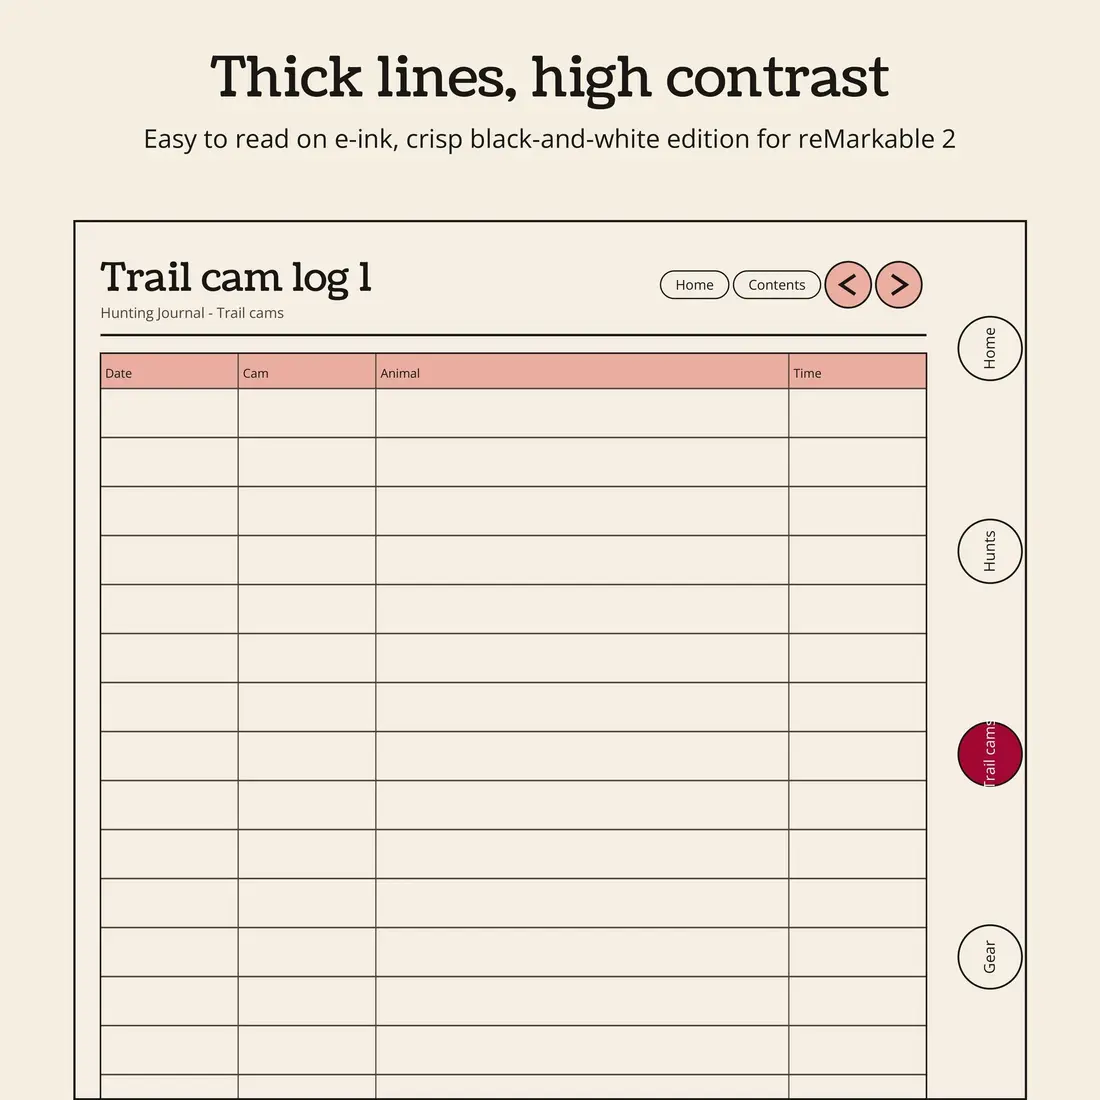 Thick lines, high contrast
Easy to read on e-ink, crisp black-and-white edition for reMarkable 2
Trail cam log 1
Home
Contents
<
>
Hunting Journal - Trail cams
Date
Cam
Animal
Time
Home
Hunts
Trail cams
Gear